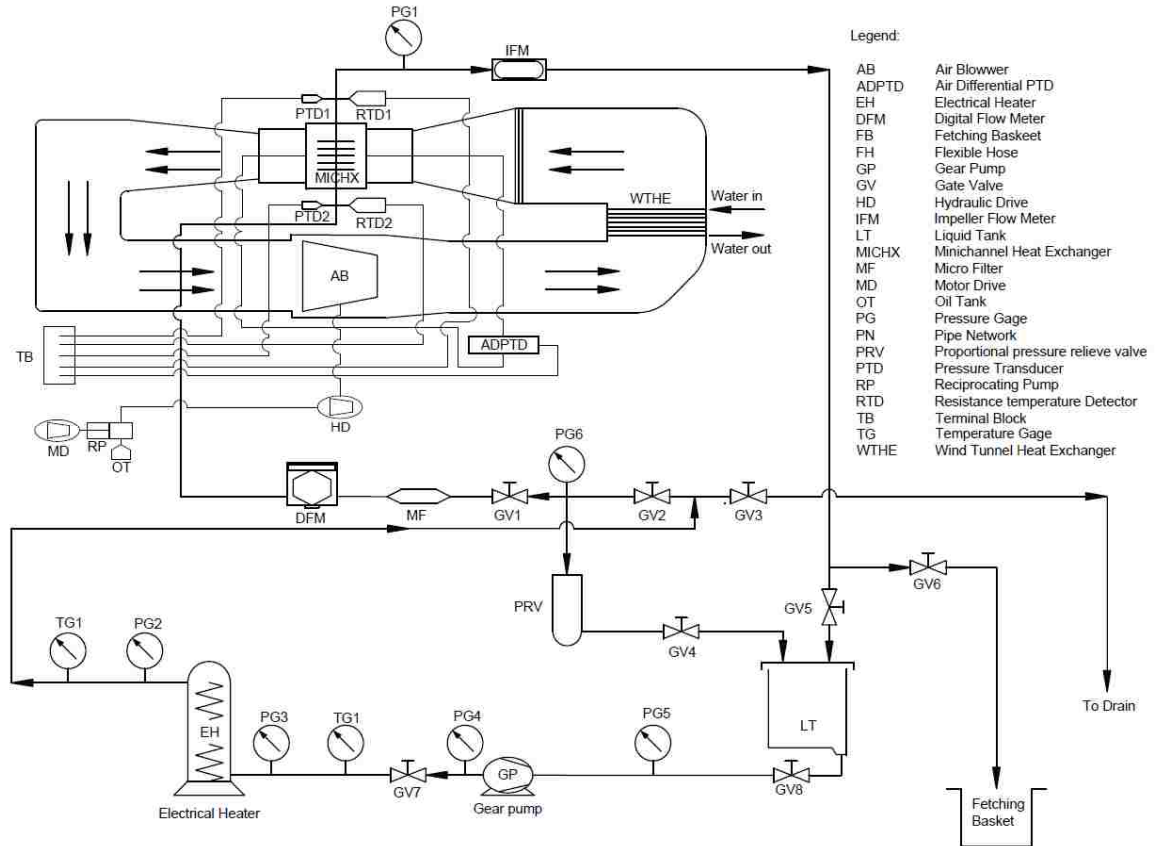 PG1
IFM
PTD1
RTD1
MICHX
PTD2
RTD2
WTHE
Water in
Water out
AB
TB
ADPTD
HD
MD
RP
OT
PG6
DFM
MF
GV1
GV2
GV3
GV6
PRV
GV5
GV4
TG1
PG2
To Drain
LT
EH
PG3
TG1
PG4
PG5
GP
GV7
GV8
Electrical Heater
Gear pump
Fetching
Basket
Legend:
AB Air Blowwer
ADPTD Air Differential PTD
EH Electrical Heater
DFM Digital Flow Meter
FB Fetching Baskeet
FH Flexible Hose
GP Gear Pump
GV Gate Valve
HD Hydraulic Drive
IFM Impeller Flow Meter
LT Liquid Tank
MICHX Minichannel Heat Exchanger
MF Micro Filter
MD Motor Drive
OT Oil Tank
PG Pressure Gage
PN Pipe Network
PRV Proportional pressure relieve valve
PTD Pressure Transducer
RP Reciprocating Pump
RTD Resistance temperature Detector
TB Terminal Block
TG Temperature Gage
WTHE Wind Tunnel Heat Exchanger